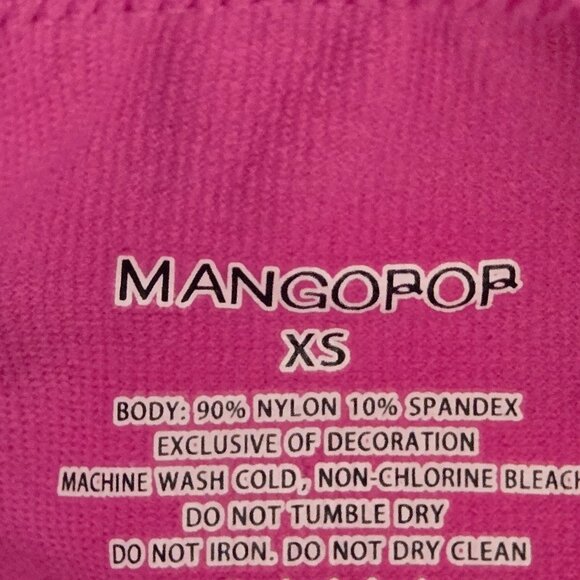 MANGOPOP
XS
BODY: 90% NYLON 10% SPANDEX
EXCLUSIVE OF DECORATION
MACHINE WASH COLD, NON-CHLORINE BLEACH
DO NOT TUMBLE DRY
DO NOT IRON. DO NOT DRY CLEAN